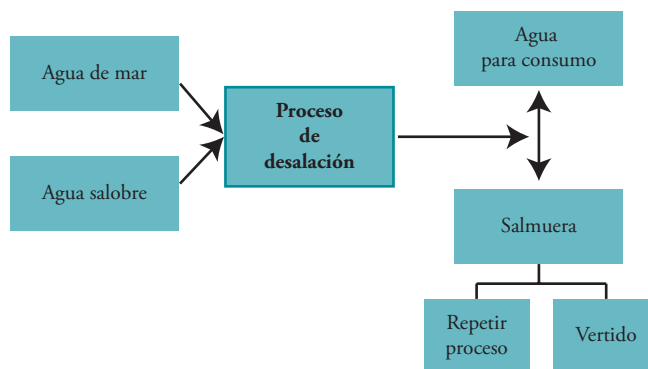 Agua de mar
Agua salobre
Proceso
de
desalación
Agua
para consumo
Salmuera
Repetir
proceso
Vertido